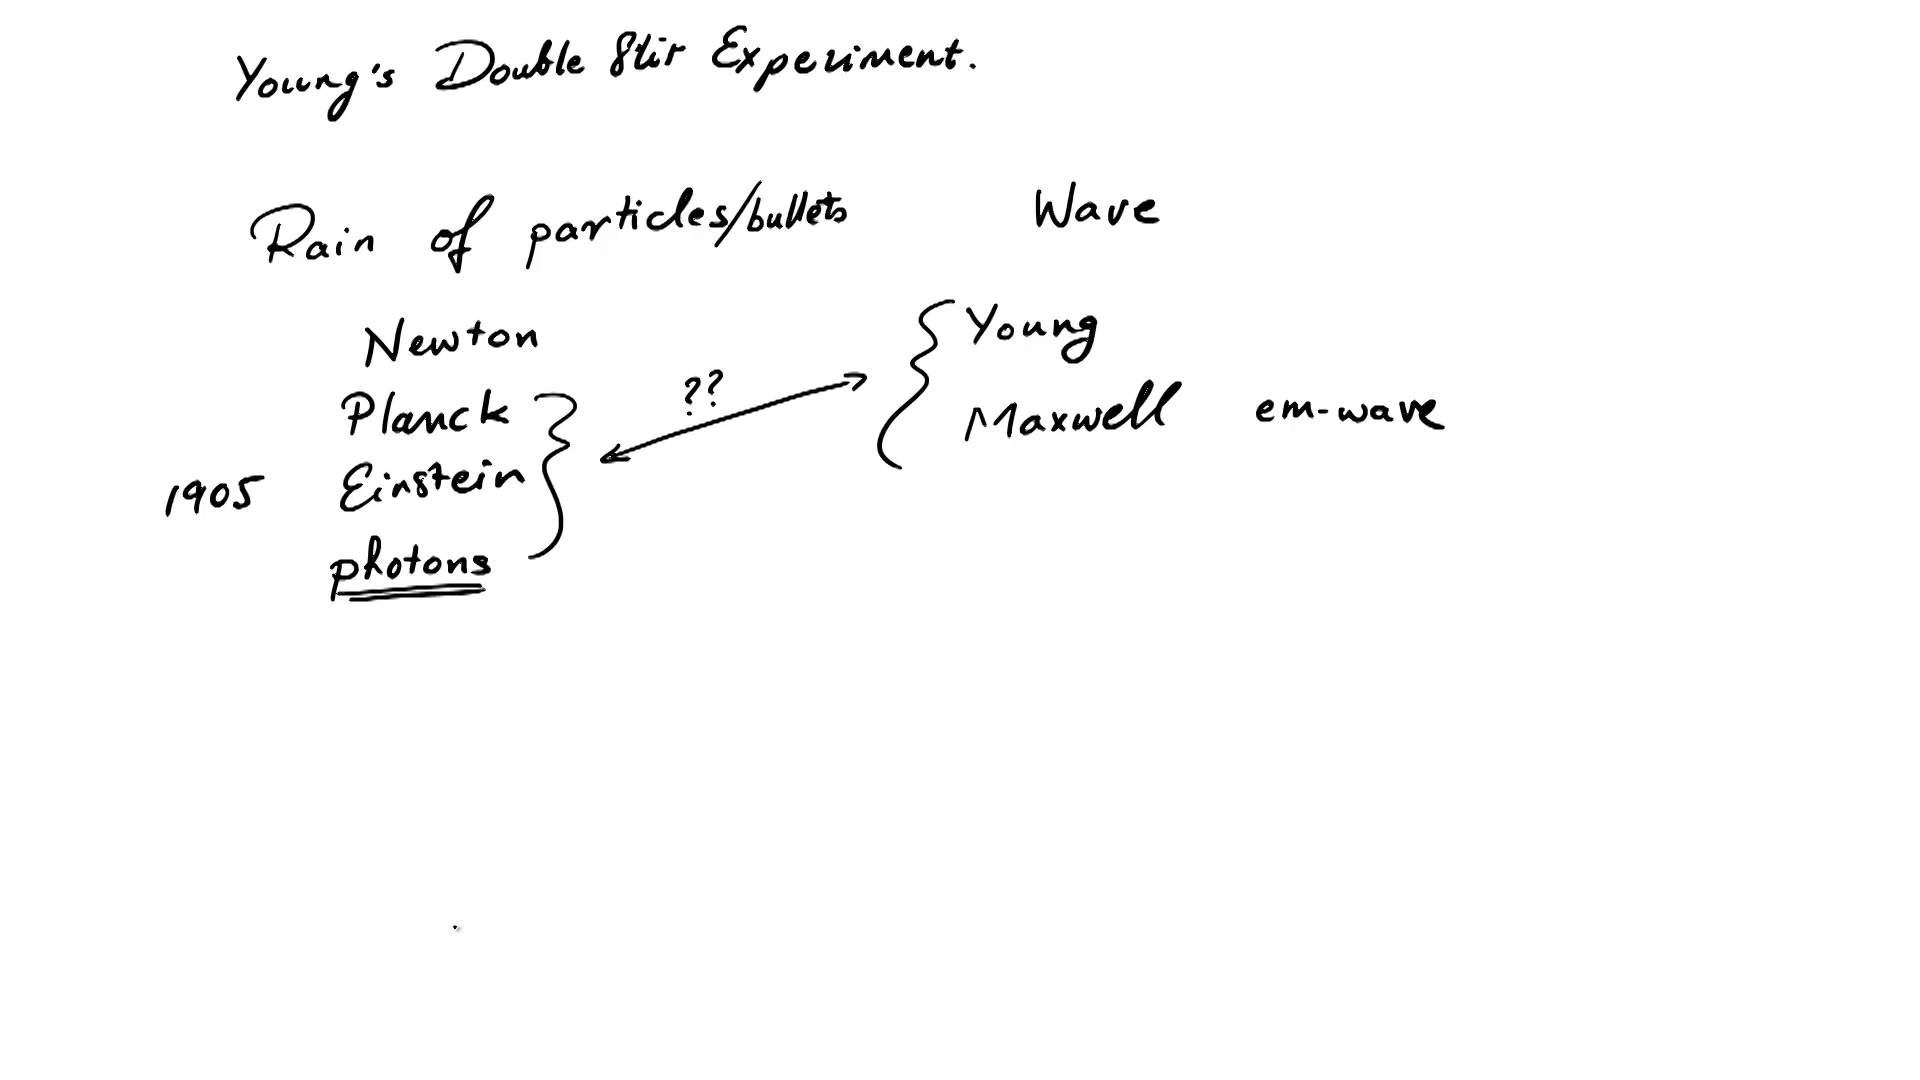 Young's Double Slit Experiment.
Rain of particles/bullets Wave
Newton Young
??
Planck Maxwell em-wave
1905 Einstein
photons